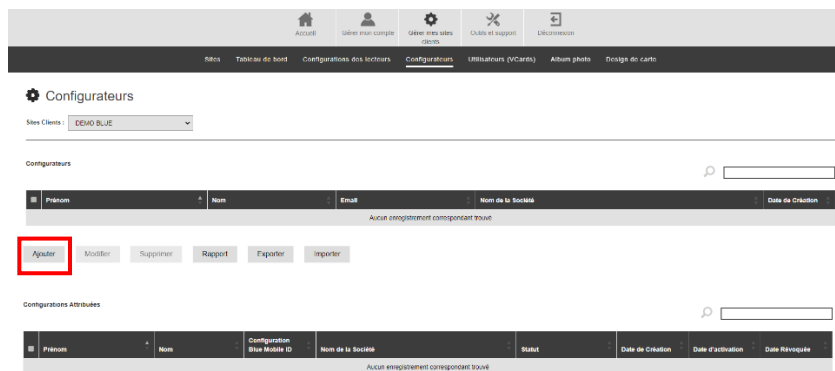 Accueil
Gérer mon compte
Gérer mes sites clients
Outils et support
Déconnexion
Sites Tableau de bord Configurations des lecteurs Configurateurs Utilisateurs (VCards) Album photo Design de carte
Configurateurs
Sites Clients : DEMO BLUE
Configurateurs
Prénom Nom Email Nom de la Société Date de Création
Aucun enregistrement correspondant trouvé
Ajouter Modifier Supprimer Rapport Exporter Importer
Configurations Attribuées
Prénom Nom Configuration Blue Mobile ID Nom de la Société Statut Date de Création Date d'activation Date Révoquée
Aucun enregistrement correspondant trouvé